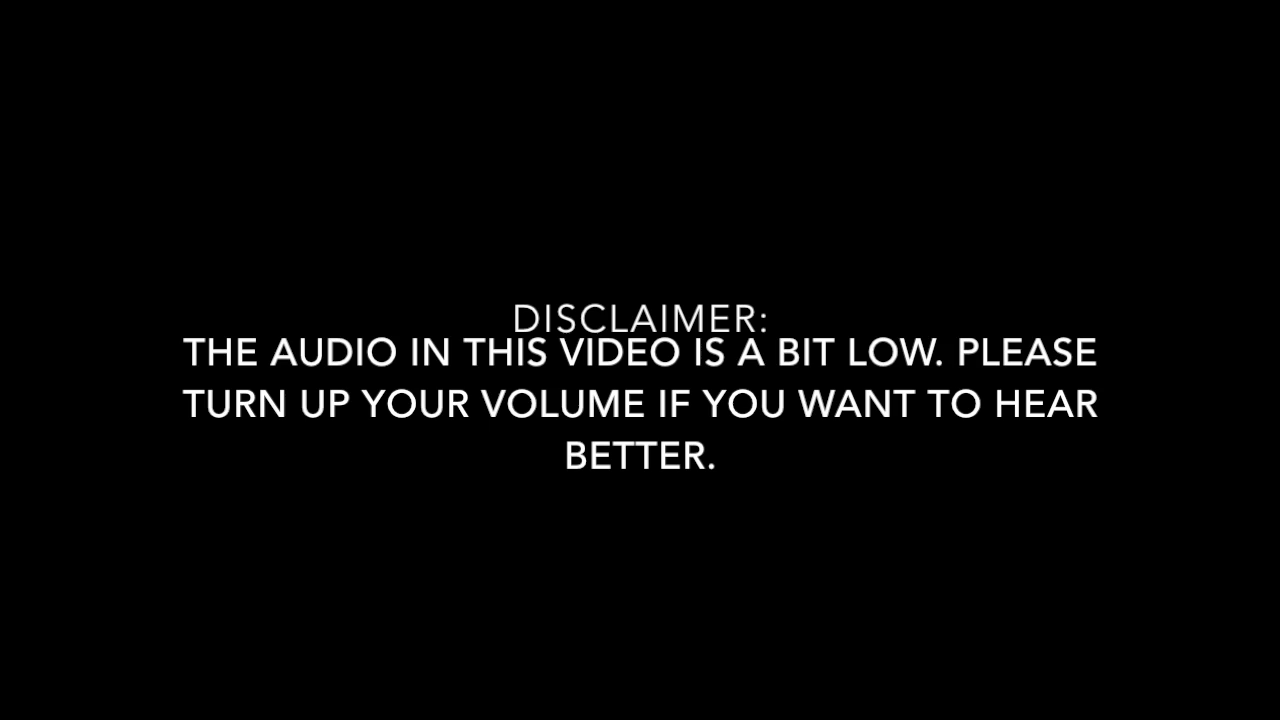 DISCLAIMER:
THE AUDIO IN THIS VIDEO IS A BIT LOW. PLEASE
TURN UP YOUR VOLUME IF YOU WANT TO HEAR
BETTER.